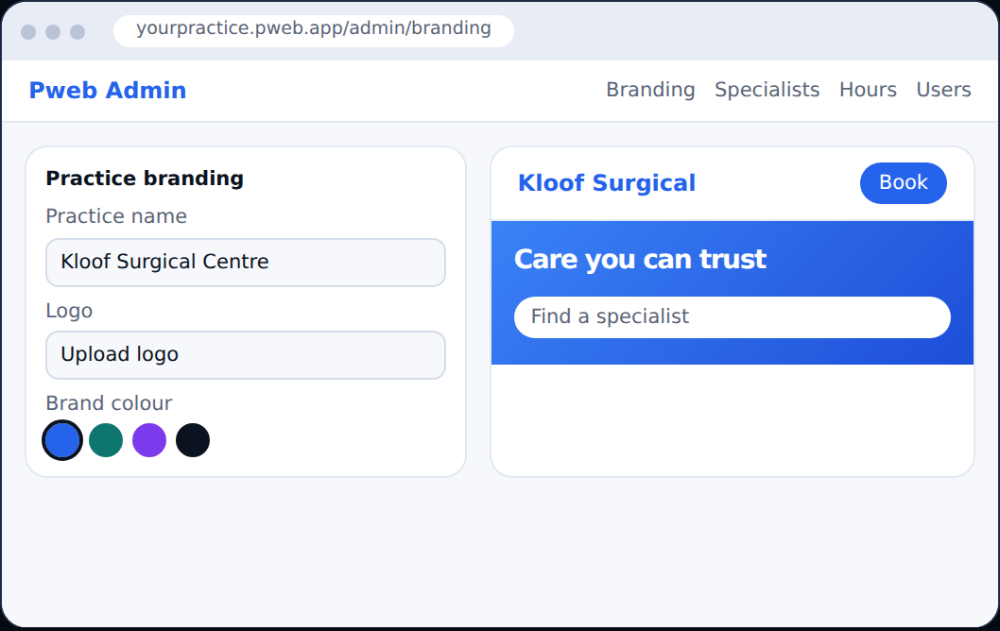 yourpractice.pweb.app/admin/branding
Pweb Admin
Branding Specialists Hours Users
Practice branding
Practice name
Kloof Surgical Centre
Logo
Upload logo
Brand colour
Kloof Surgical
Book
Care you can trust
Find a specialist